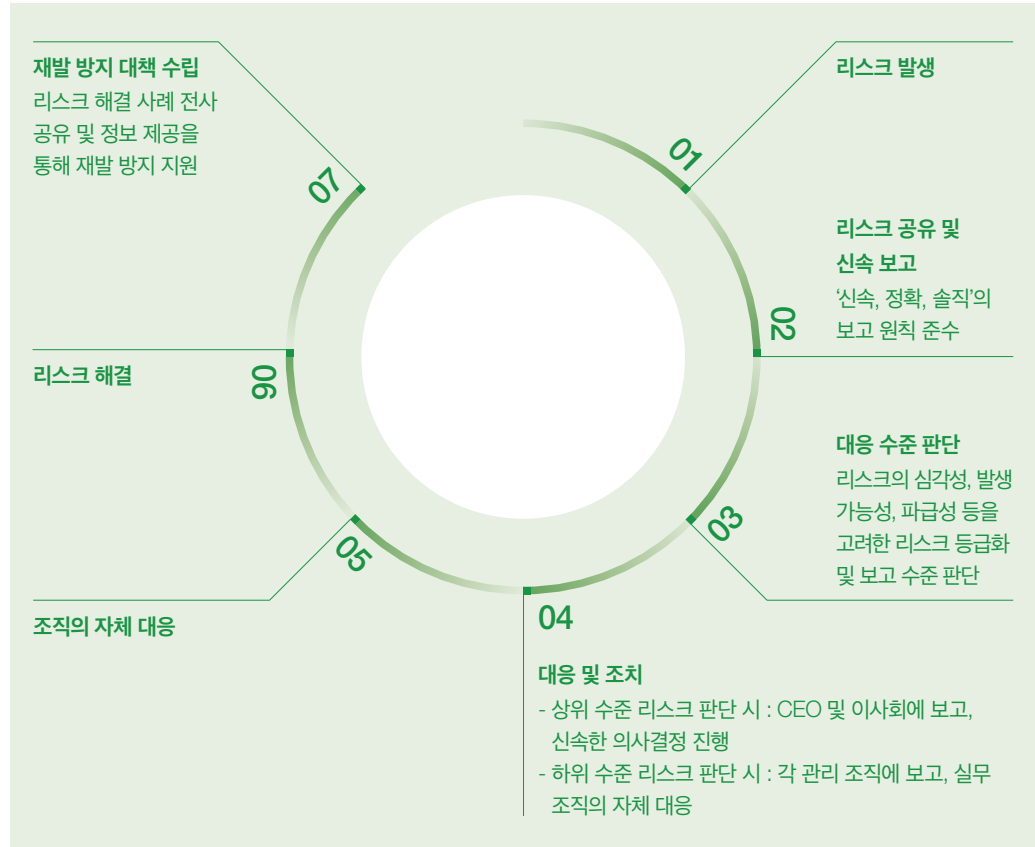 01
리스크 발생
02
리스크 공유 및
신속 보고
‘신속, 정확, 솔직’의
보고 원칙 준수
03
대응 수준 판단
리스크의 심각성, 발생
가능성, 파급성 등을
고려한 리스크 등급화
및 보고 수준 판단
04
대응 및 조치
- 상위 수준 리스크 판단 시 : CEO 및 이사회에 보고,
신속한 의사결정 진행
- 하위 수준 리스크 판단 시 : 각 관리 조직에 보고, 실무
조직의 자체 대응
05
조직의 자체 대응
06
리스크 해결
07
재발 방지 대책 수립
리스크 해결 사례 전사
공유 및 정보 제공을
통해 재발 방지 지원